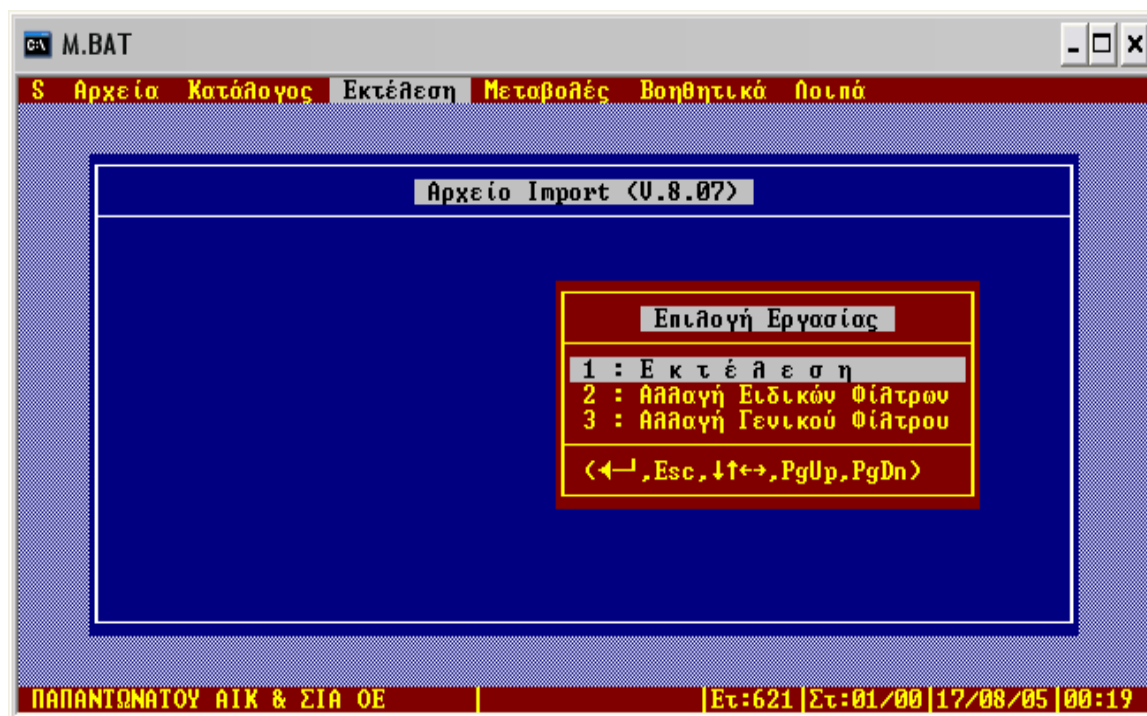 M.BAT
S Αρχεία Κατάλογος Εκτέλεση Μεταβολές Βοηθητικά Λοιπά
Αρχείο Import (V.8.07)
Επιλογή Εργασίας
1 : Ε κ τ έ λ ε σ η
2 : Αλλαγή Ειδικών Φίλτρων
3 : Αλλαγή Γενικού Φίλτρου
(◄─┘,Esc,↓↑←→,PgUp,PgDn)
ΠΑΠΑΝΤΩΝΑΤΟΥ ΑΙΚ & ΣΙΑ ΟΕ Ετ:621 Στ:01/00 17/08/05 00:19